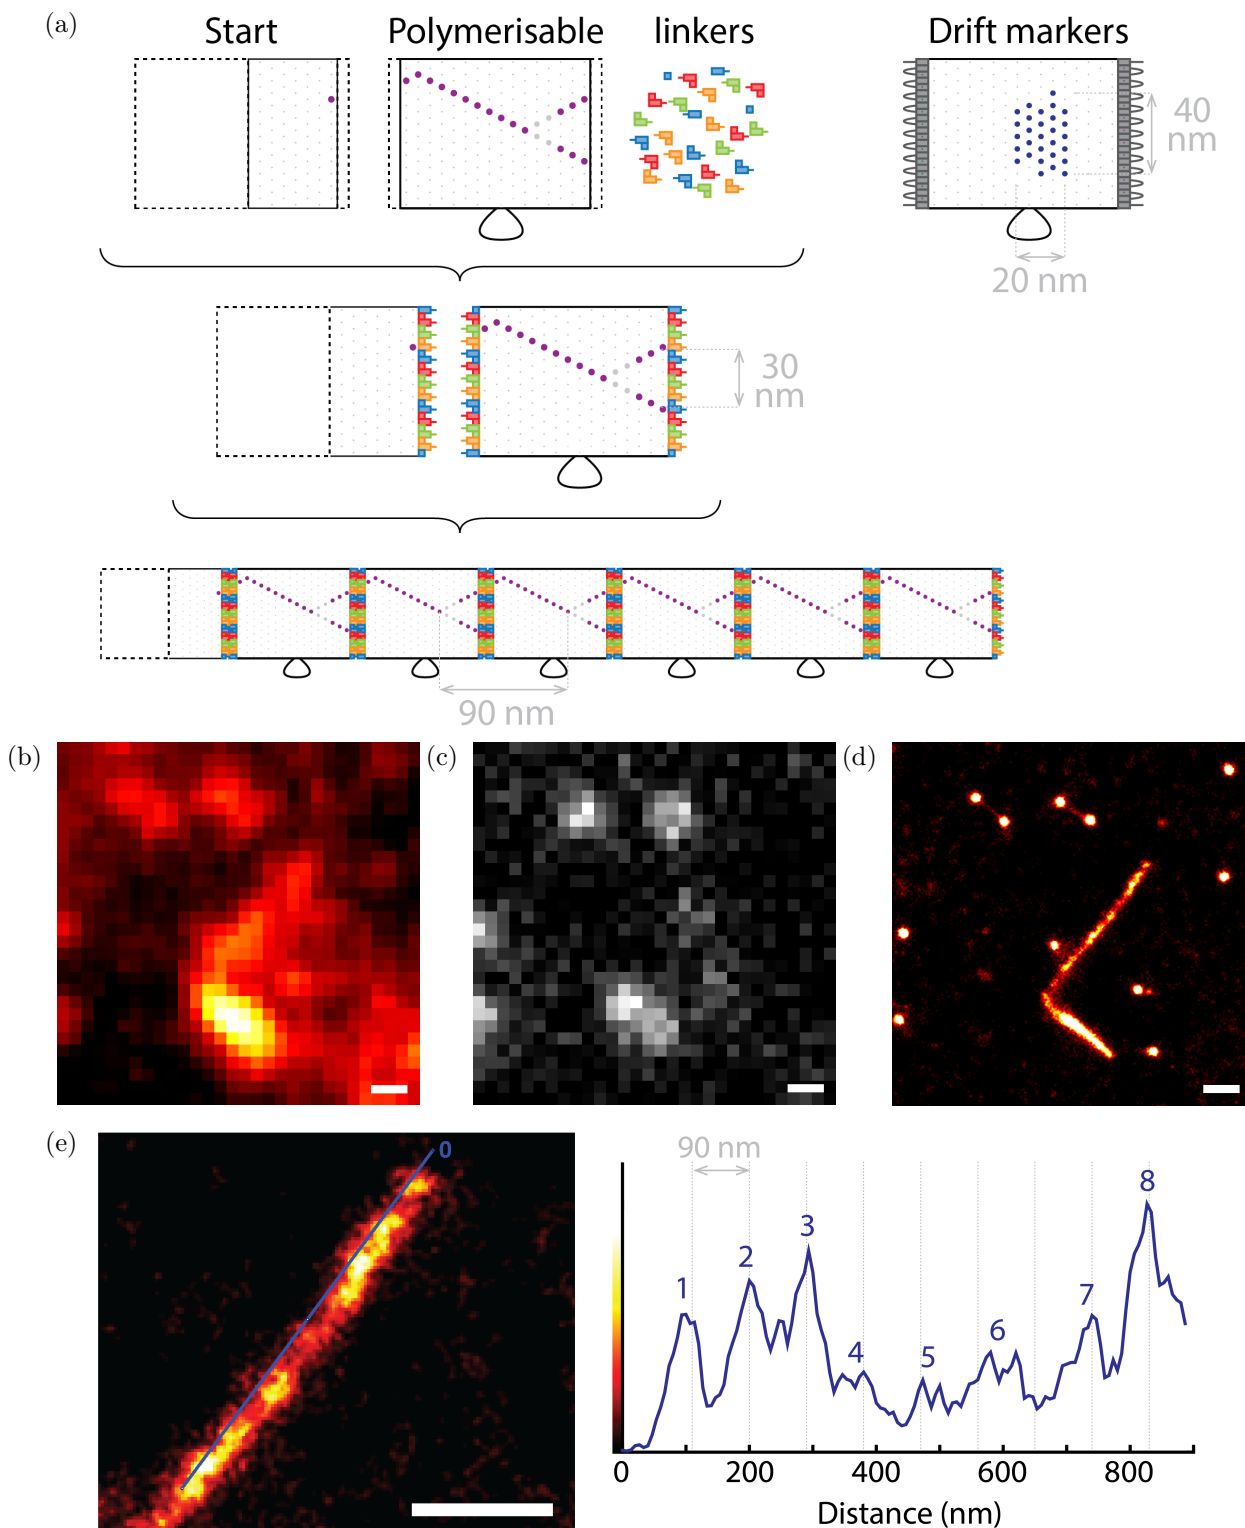 (a)
Start
Polymerisable
linkers
Drift markers
40
nm
20 nm
30
nm
90 nm
(b)
(c)
(d)
(e)
0
90 nm
1
2
3
4
5
6
7
8
0
200
400
600
800
Distance (nm)